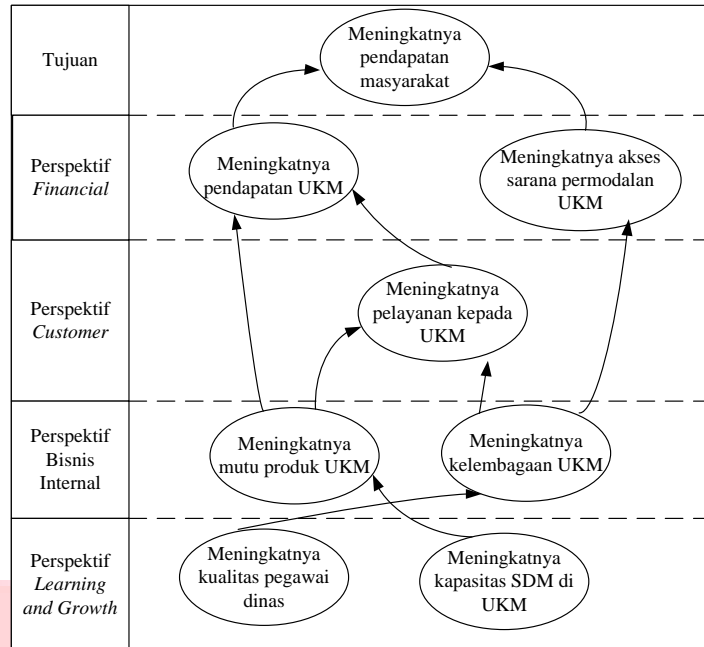 Tujuan
Meningkatnya
pendapatan
masyarakat
Perspektif
Financial
Meningkatnya
pendapatan UKM
Meningkatnya akses
sarana permodalan
UKM
Perspektif
Customer
Meningkatnya
pelayanan kepada
UKM
Perspektif
Bisnis
Internal
Meningkatnya
mutu produk UKM
Meningkatnya
kelembagaan UKM
Perspektif
Learning
and Growth
Meningkatnya
kualitas pegawai
dinas
Meningkatnya
kapasitas SDM di
UKM